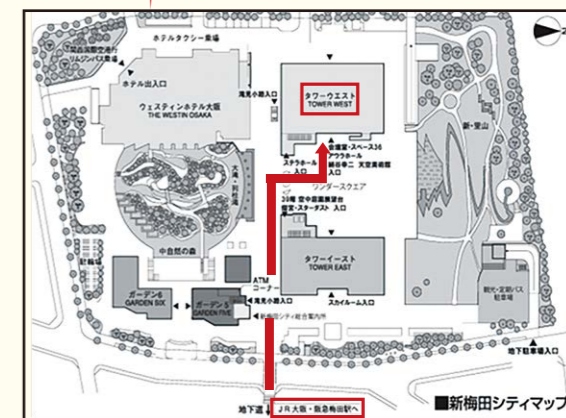 ホテルタクシー乗場
関西国際空港行
リムジンバス乗場
ホテル出入口
ウェスティンホテル大阪
THE WESTIN OSAKA
滝見小路入口
タワーウエスト
TOWER WEST
新・里山
ステラホール
入口
会議室・スペース36
アウラホール
絹谷幸二 天空美術館
入口
ワンダースクエア
39階 空中庭園展望台
入口
中自然の森
駐輪場
タワーイースト
TOWER EAST
ATM
コーナー
ガーデン6
GARDEN SIX
ガーデン5
GARDEN FIVE
滝見小路入口
新梅田シティ総合案内所
スカイルーム入口
観光・定期バス
駐車場
地下駐車場入口
地下道
JR大阪・阪急梅田駅へ
■新梅田シティマップ